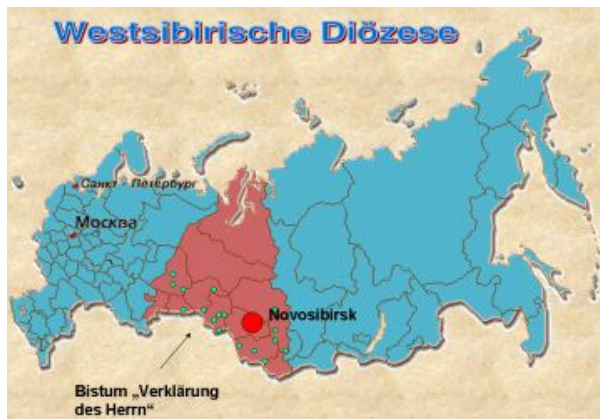 Westsibirische Diözese
Санкт - Петербург
Москва
Novosibirsk
Bistum „Verklärung
des Herrn“